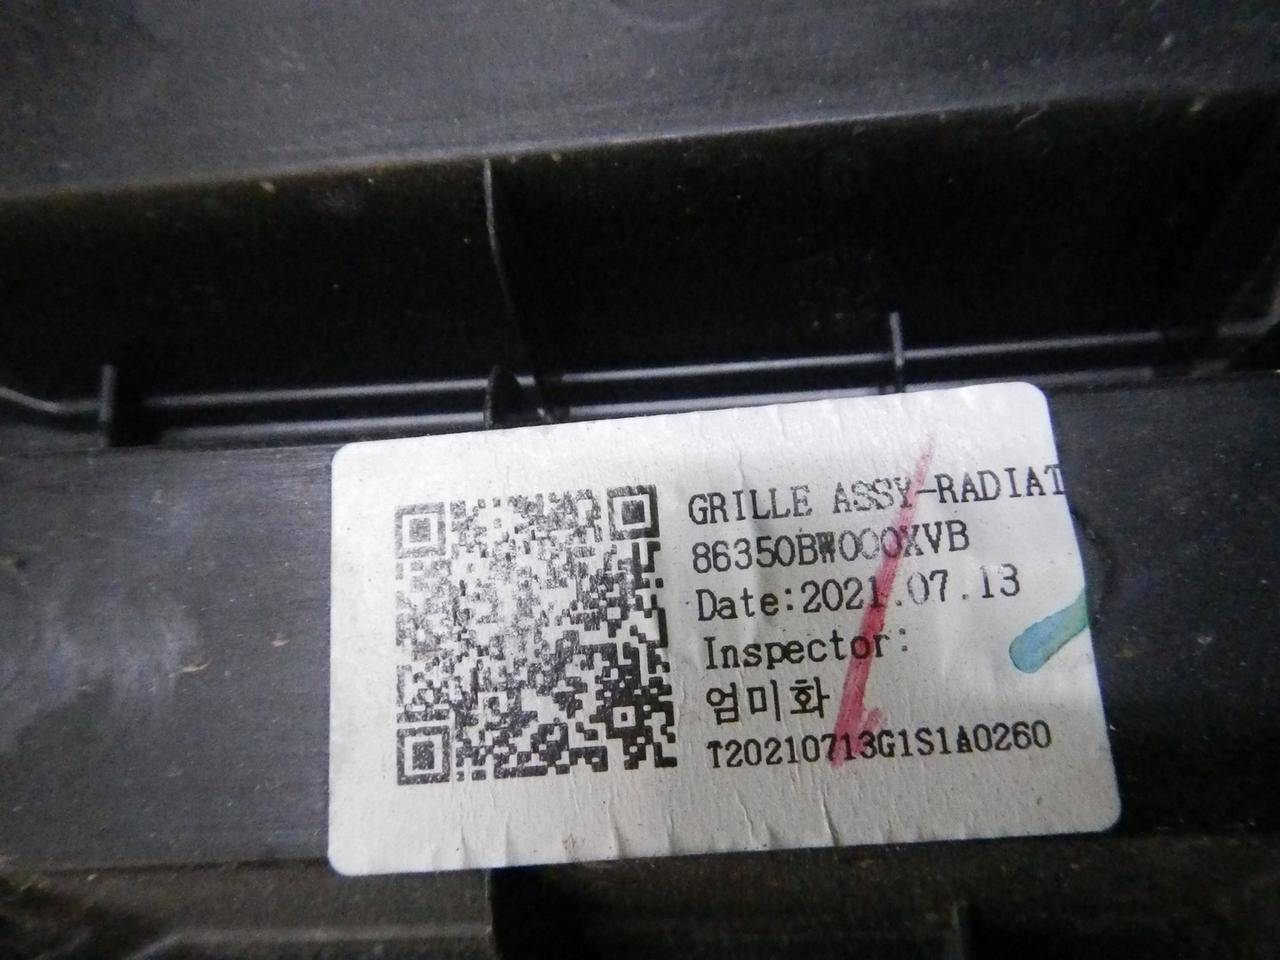 GRILLE ASSY-RADIAT
86350BW000XVB
Date:2021.07.13
Inspector:
엄미화
T20210713G1S1A0260